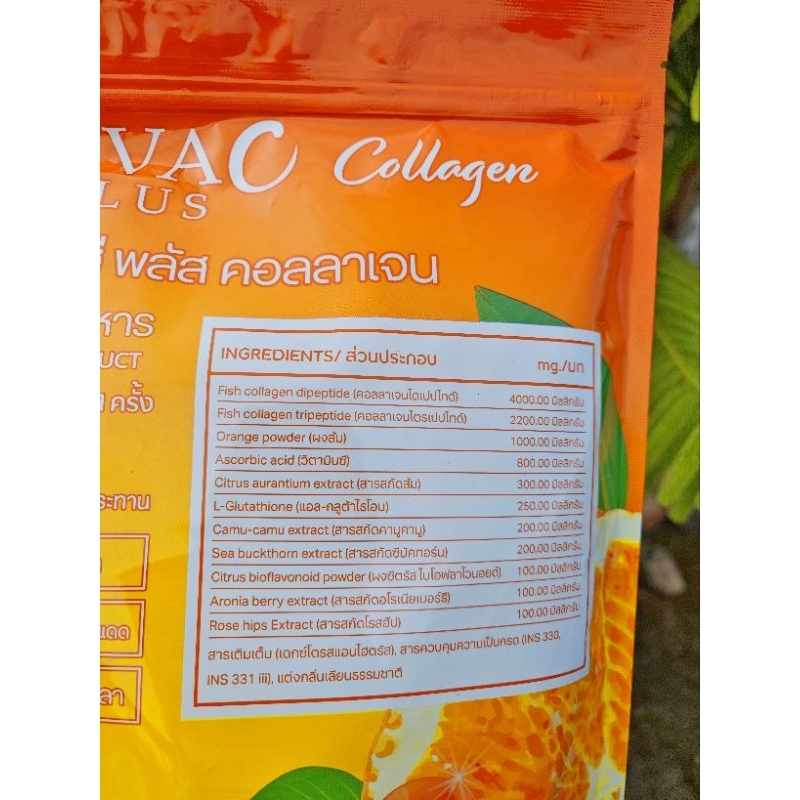 VAC Collagen
LUS
ซี พลัส คอลลาเจน
หาร
UCT
ครั้ง
ระทาน
INGREDIENTS/ ส่วนประกอบ mg./มก
Fish collagen dipeptide (คอลลาเจนไดเปปไทด์) 4000.00 มิลลิกรัม
Fish collagen tripeptide (คอลลาเจนไตรเปปไทด์) 2200.00 มิลลิกรัม
Orange powder (ผงส้ม) 1000.00 มิลลิกรัม
Ascorbic acid (วิตามินซี) 800.00 มิลลิกรัม
Citrus aurantium extract (สารสกัดส้ม) 300.00 มิลลิกรัม
L-Glutathione (แอล-กลูต้าไธโอน) 250.00 มิลลิกรัม
Camu-camu extract (สารสกัดคามูคามู) 200.00 มิลลิกรัม
Sea buckthorn extract (สารสกัดซีบัคทอร์น) 200.00 มิลลิกรัม
Citrus bioflavonoid powder (ผงซิตรัส ไบโอฟลาโวนอยด์) 100.00 มิลลิกรัม
Aronia berry extract (สารสกัดอโรเนียเบอร์รี) 100.00 มิลลิกรัม
Rose hips Extract (สารสกัดโรสฮิป) 100.00 มิลลิกรัม
สารเติมเต็ม (เดกซ์โตรสแอนไฮดรัส), สารควบคุมความเป็นกรด (INS 330,
INS 331 iii), แต่งกลิ่นเลียนธรรมชาติ
แดด
ลา